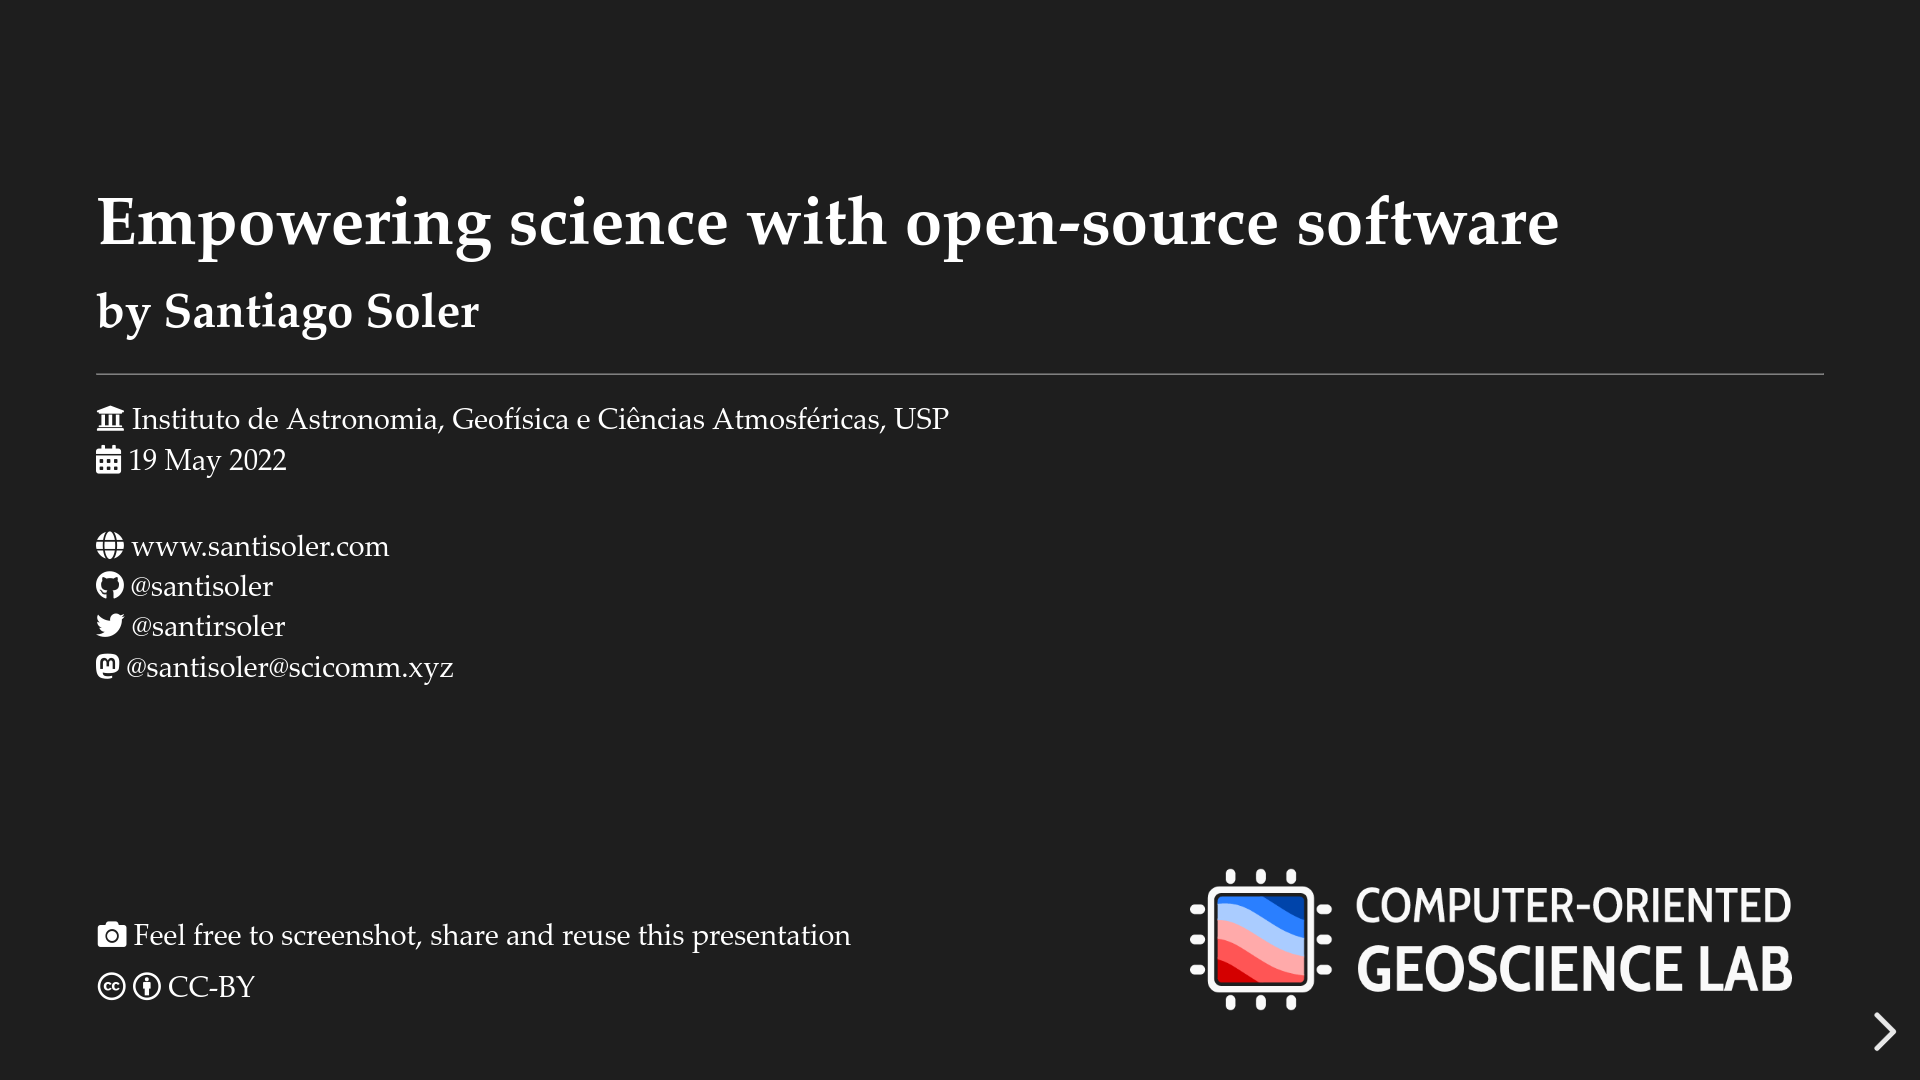 Empowering science with open-source software
by Santiago Soler
Instituto de Astronomia, Geofísica e Ciências Atmosféricas, USP
19 May 2022
www.santisoler.com
@santisoler
@santirsoler
@santisoler@scicomm.xyz
Feel free to screenshot, share and reuse this presentation
CC-BY
COMPUTER-ORIENTED
GEOSCIENCE LAB